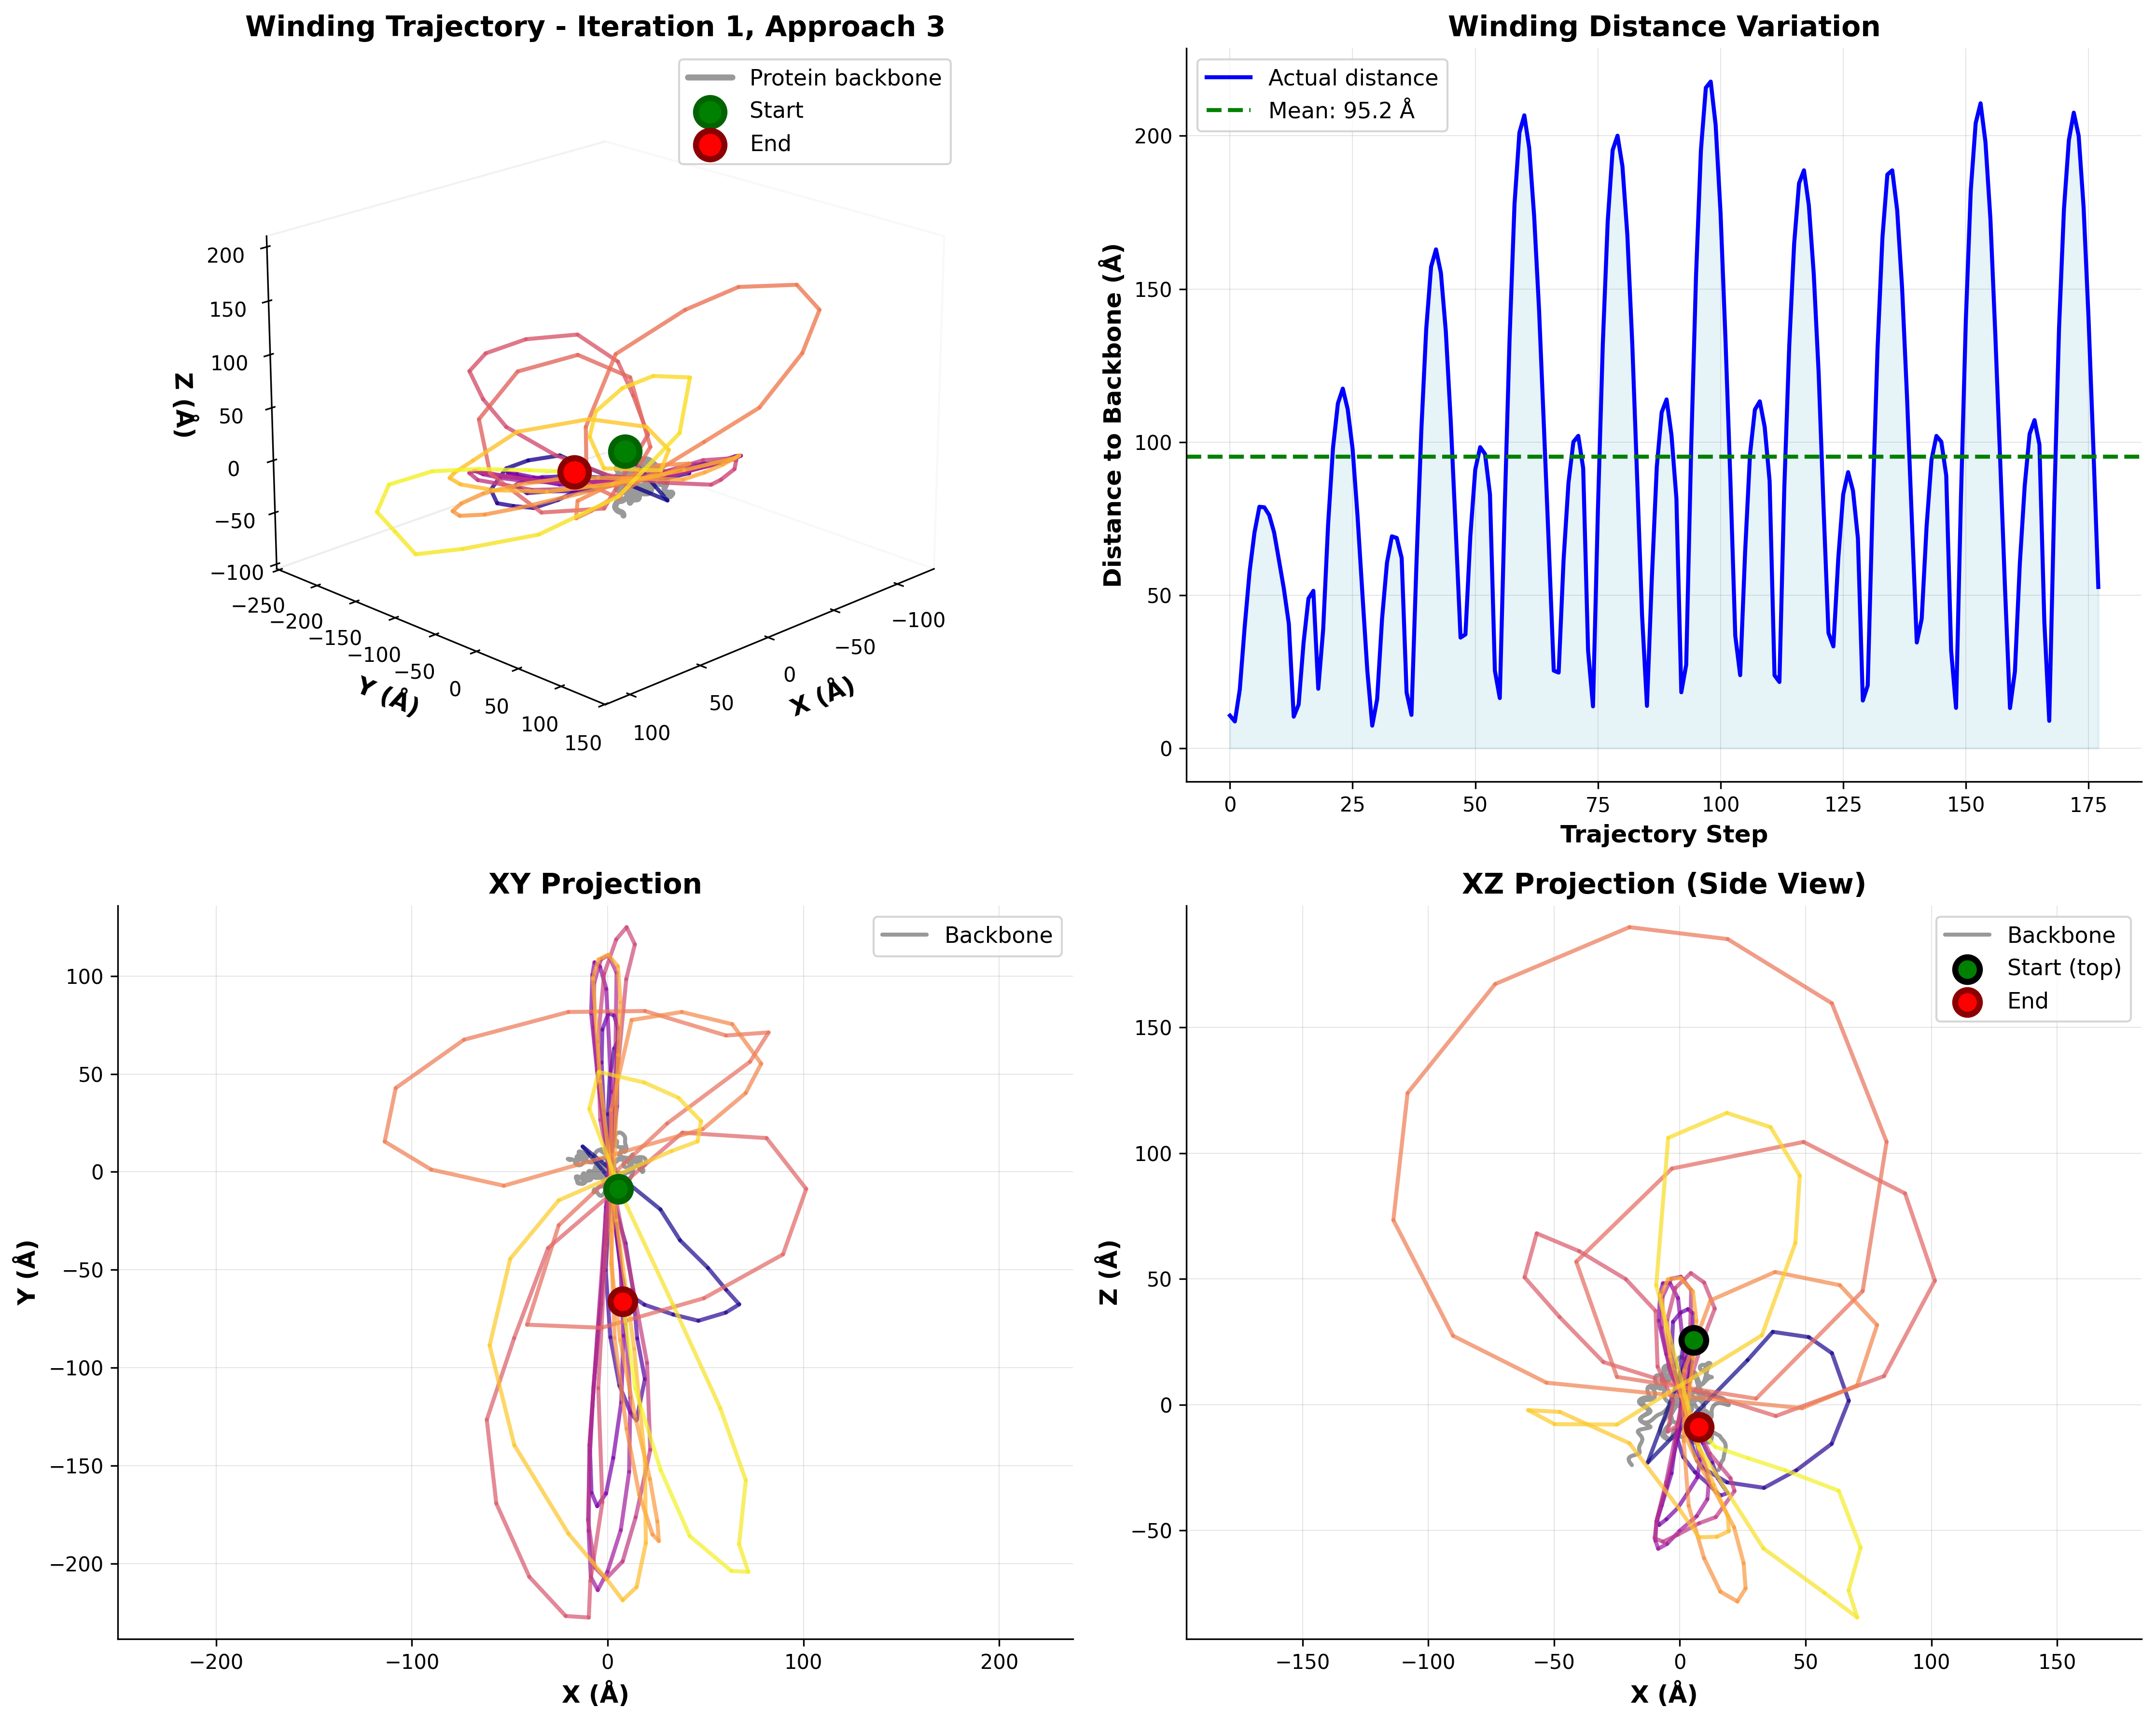 Winding Trajectory - Iteration 1, Approach 3
Protein backbone
Start
End
200
150
100
50
0
−50
−100
Z (Å)
−250
−200
−150
−100
−50
0
50
100
150
Y (Å)
100
50
0
−50
−100
X (Å)
Winding Distance Variation
Actual distance
Mean: 95.2 Å
200
150
100
50
0
Distance to Backbone (Å)
0 25 50 75 100 125 150 175
Trajectory Step
XY Projection
Backbone
100
50
0
−50
−100
−150
−200
Y (Å)
−200 −100 0 100 200
X (Å)
XZ Projection (Side View)
Backbone
Start (top)
End
150
100
50
0
−50
Z (Å)
−150 −100 −50 0 50 100 150
X (Å)